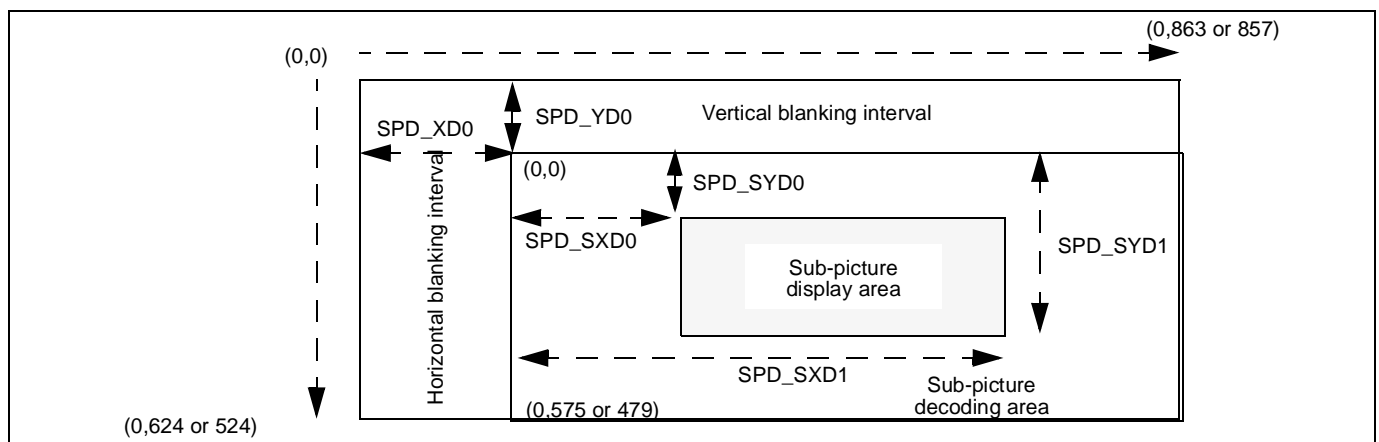 (0,863 or 857)
(0,0)
SPD_YD0
Vertical blanking interval
SPD_XD0
Horizontal blanking interval
(0,0)
SPD_SYD0
SPD_SXD0
SPD_SYD1
Sub-picture
display area
SPD_SXD1
Sub-picture
decoding area
(0,575 or 479)
(0,624 or 524)